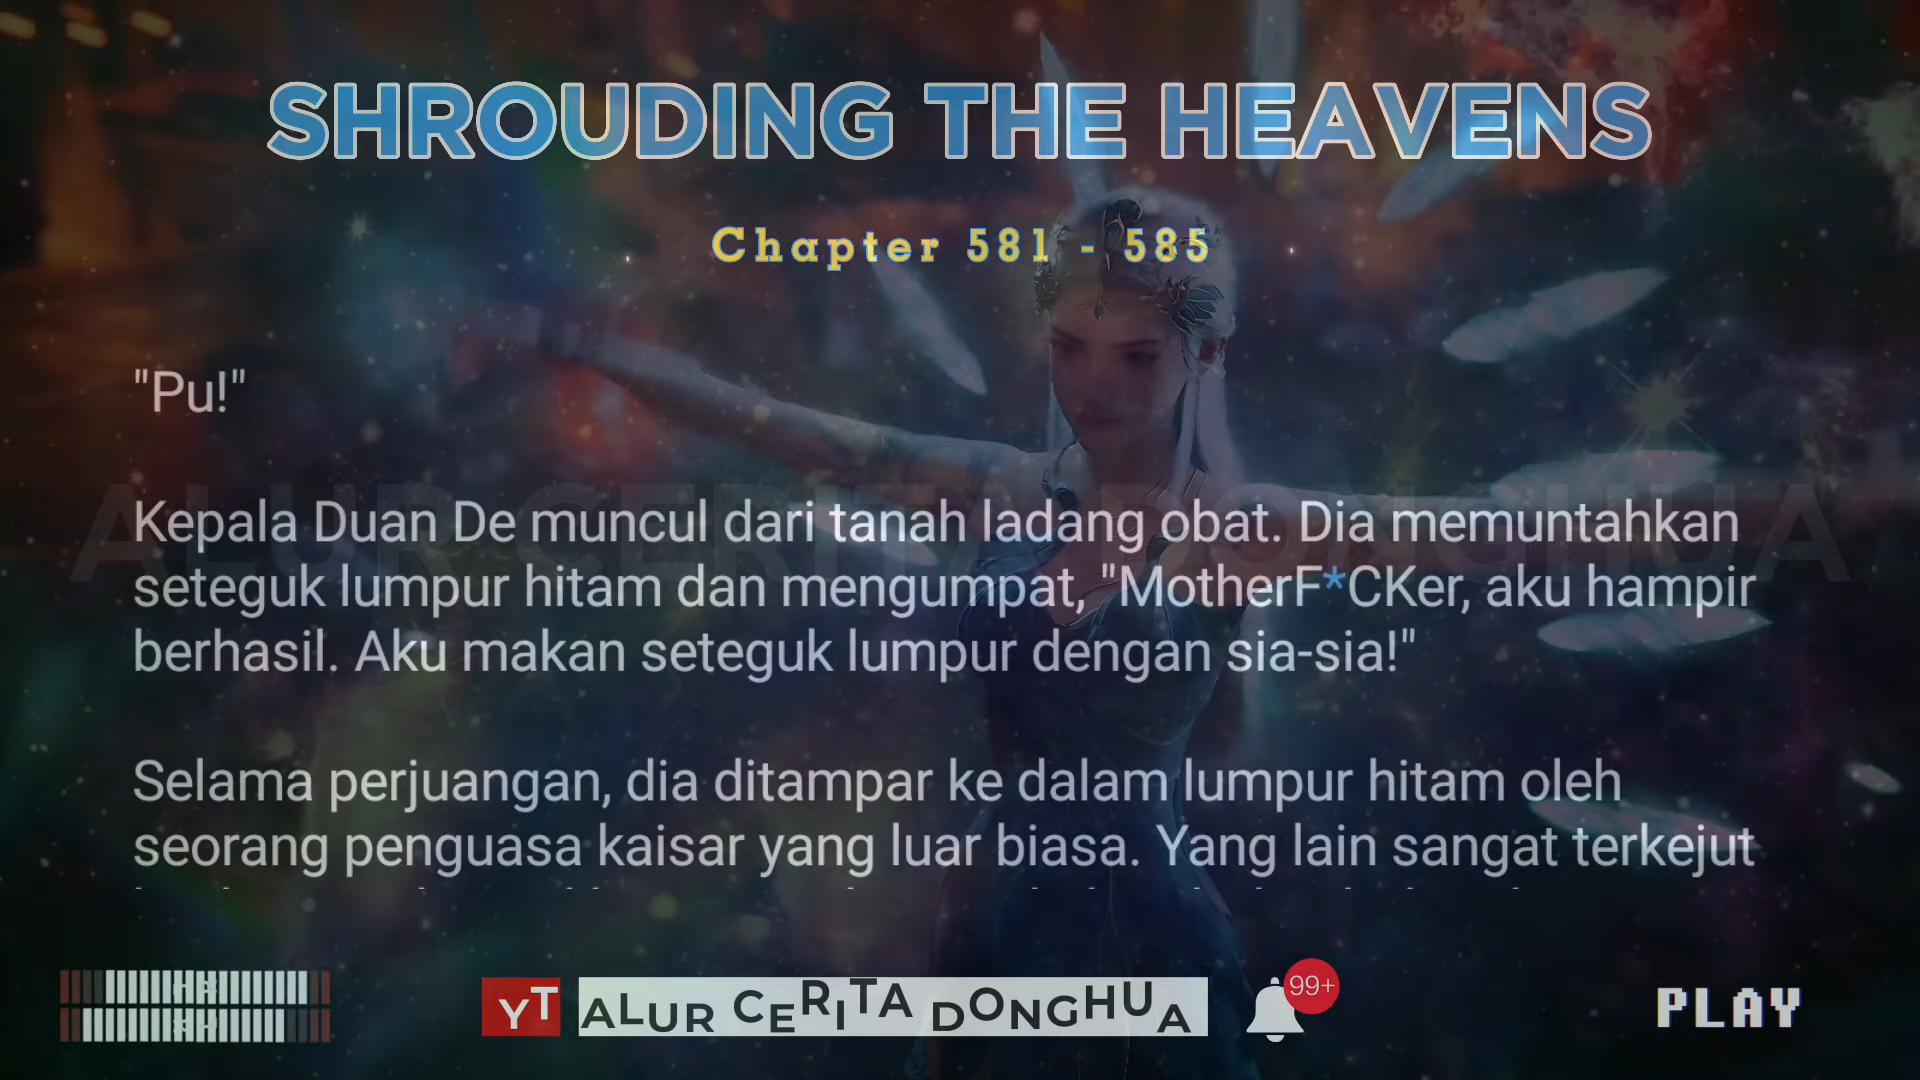 SHROUDING THE HEAVENS
Chapter 581 - 585
"Pu!"
Kepala Duan De muncul dari tanah ladang obat. Dia memuntahkan
seteguk lumpur hitam dan mengumpat, "MotherF*CKer, aku hampir
berhasil. Aku makan seteguk lumpur dengan sia-sia!"
Selama perjuangan, dia ditampar ke dalam lumpur hitam oleh
seorang penguasa kaisar yang luar biasa. Yang lain sangat terkejut
ALUR CERITA DONGHUA
YT ALUR CERITA DONGHUA
99+
PLAY